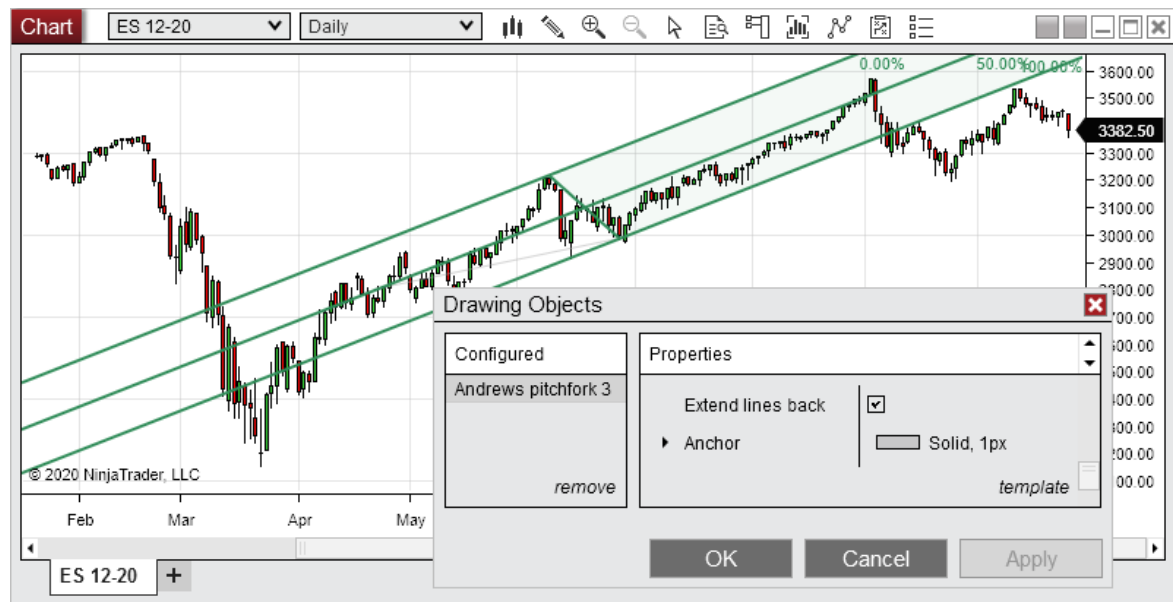 Chart
ES 12-20
Daily
0.00%
50.00%
100.00%
3600.00
3500.00
3382.50
3300.00
3200.00
3100.00
3000.00
2900.00
Drawing Objects
Configured
Properties
Andrews pitchfork 3
Extend lines back
Anchor
Solid, 1px
remove
template
© 2020 NinjaTrader, LLC
Feb
Mar
Apr
May
OK
Cancel
Apply
ES 12-20
+